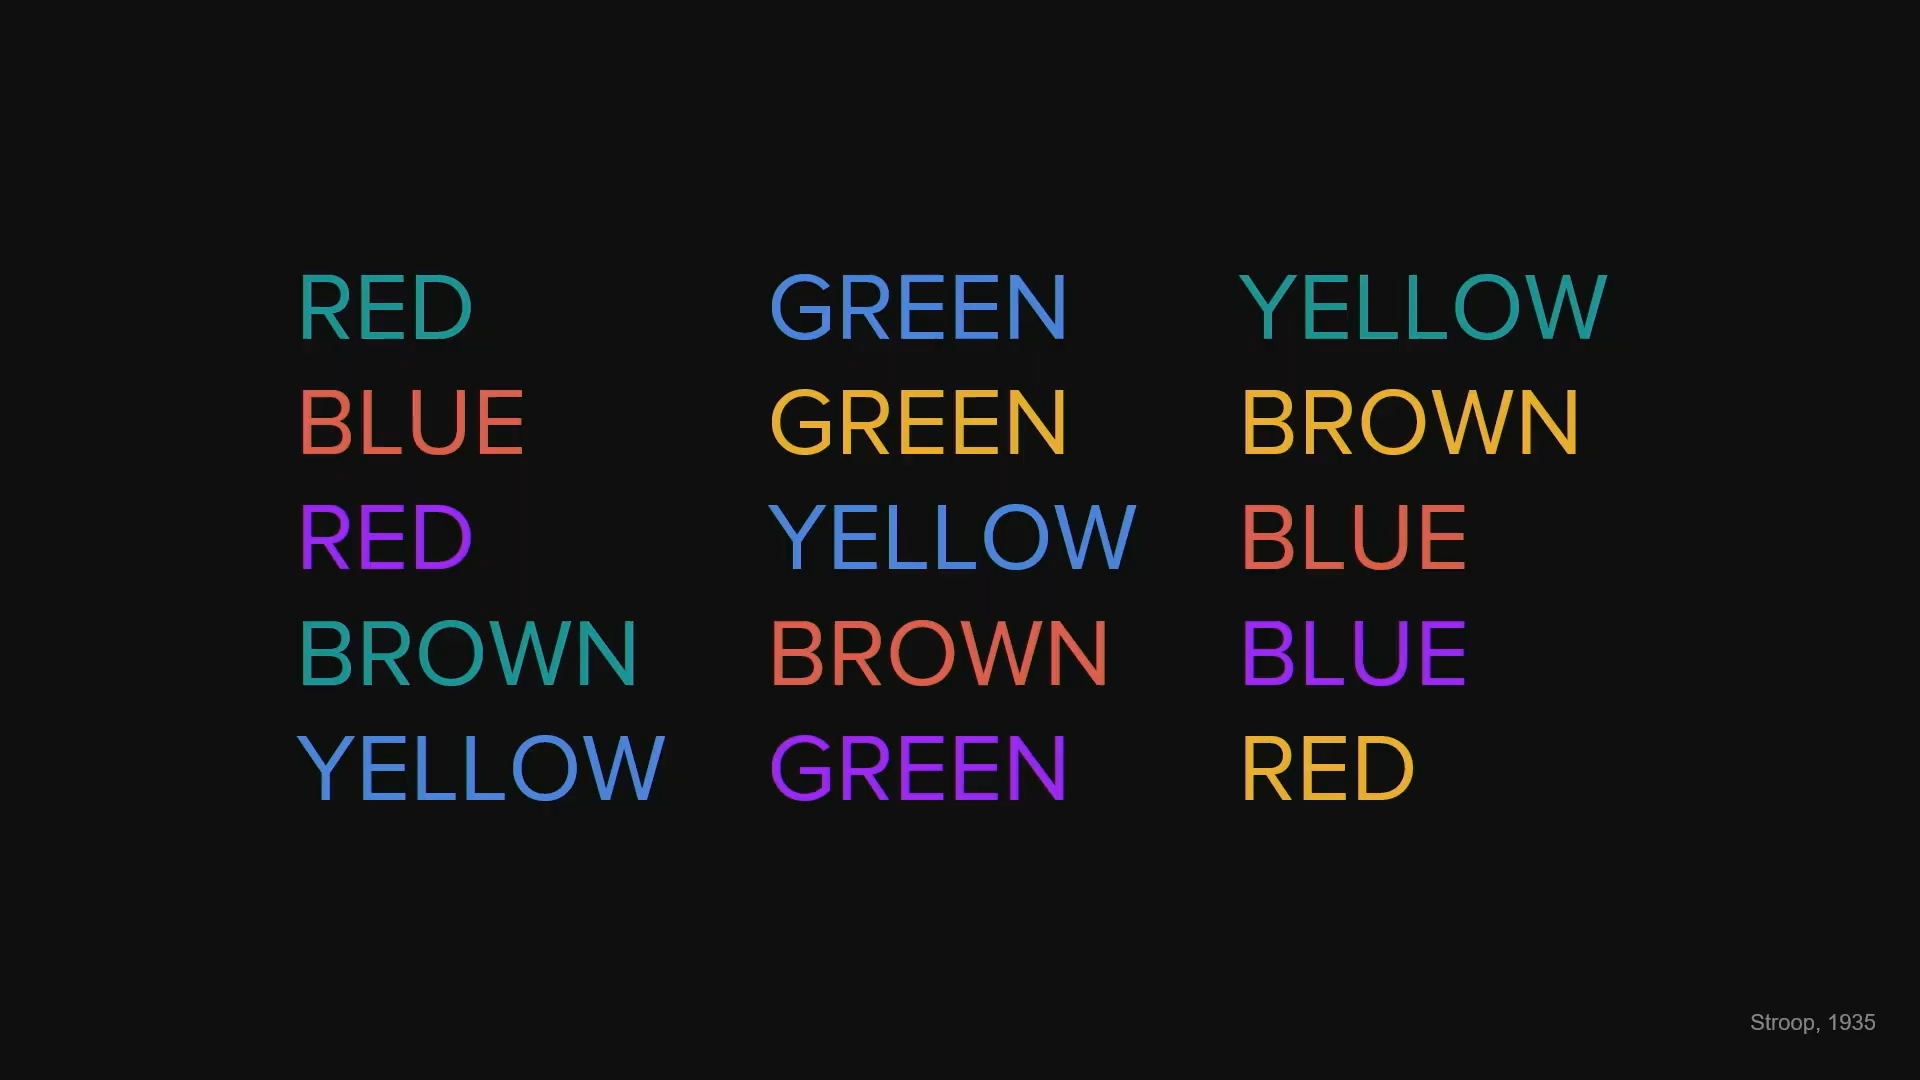 RED GREEN YELLOW
BLUE GREEN BROWN
RED YELLOW BLUE
BROWN BROWN BLUE
YELLOW GREEN RED
Stroop, 1935